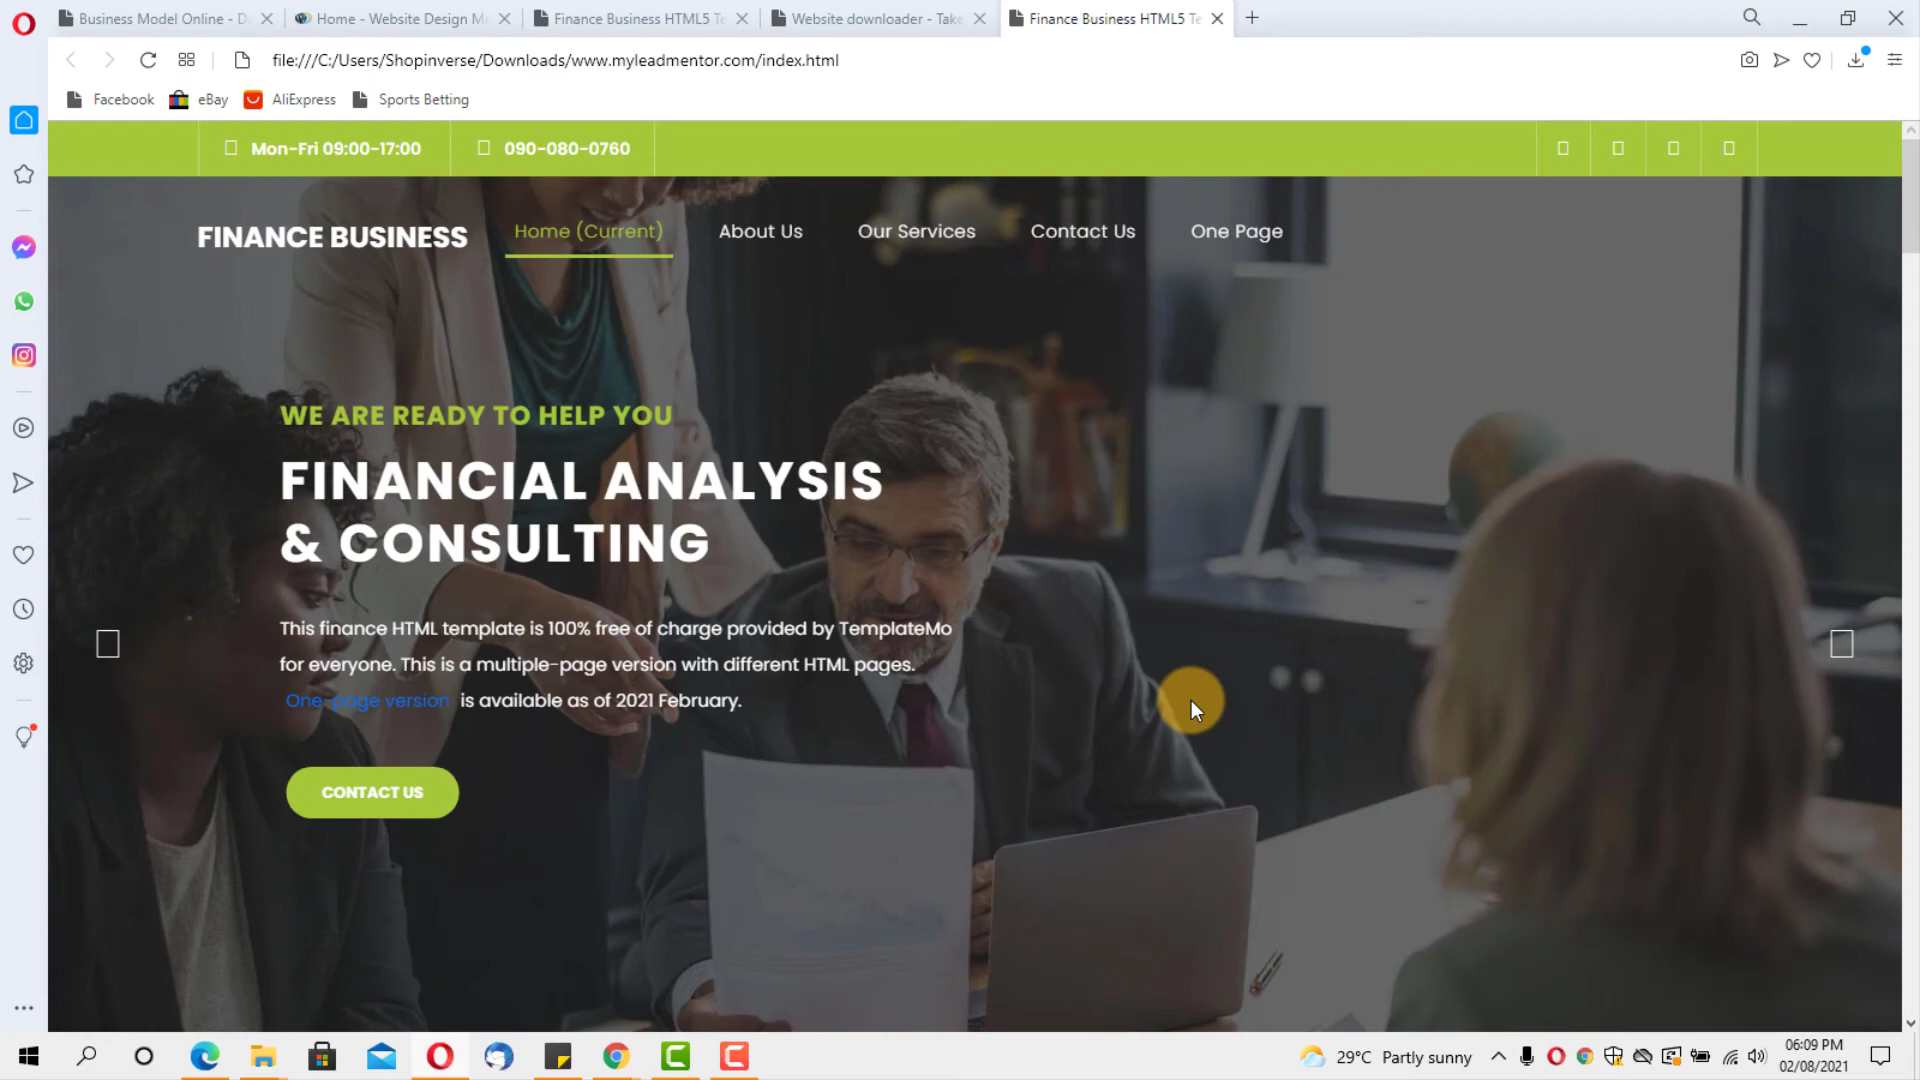 Business Model Online - D
Home - Website Design M
Finance Business HTML5 Te
Website downloader - Take
Finance Business HTML5 Te
file:///C:/Users/Shopinverse/Downloads/www.myleadmentor.com/index.html
Facebook
eBay
AliExpress
Sports Betting
Mon-Fri 09:00-17:00
090-080-0760
FINANCE BUSINESS
Home (Current)
About Us
Our Services
Contact Us
One Page
WE ARE READY TO HELP YOU
FINANCIAL ANALYSIS
& CONSULTING
This finance HTML template is 100% free of charge provided by TemplateMo
for everyone. This is a multiple-page version with different HTML pages.
One-page version is available as of 2021 February.
CONTACT US
29°C Partly sunny
06:09 PM
02/08/2021